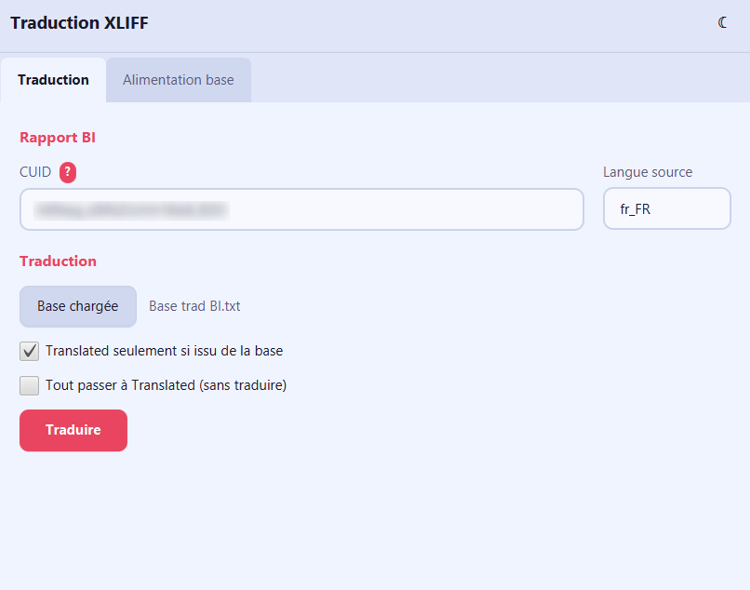 Traduction XLIFF
Traduction
Alimentation base
Rapport BI
CUID ?
Langue source
fr_FR
Traduction
Base chargée
Base trad BI.txt
Translated seulement si issu de la base
Tout passer à Translated (sans traduire)
Traduire